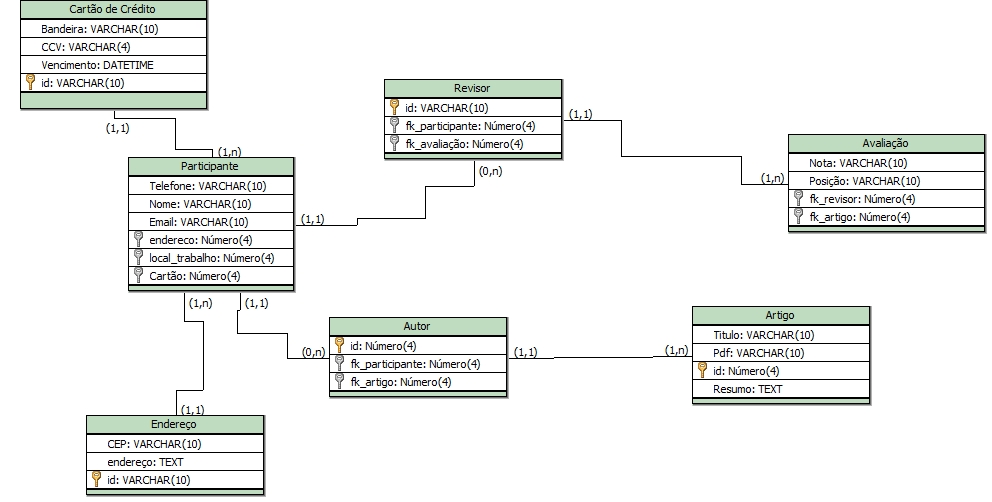 Cartão de Crédito
Bandeira: VARCHAR(10)
CCV: VARCHAR(4)
Vencimento: DATETIME
id: VARCHAR(10)
(1,1)
(1,n)
Participante
Telefone: VARCHAR(10)
Nome: VARCHAR(10)
Email: VARCHAR(10)
endereco: Número(4)
local_trabalho: Número(4)
Cartão: Número(4)
(1,1)
(1,n)
(1,1)
Revisor
id: VARCHAR(10)
fk_participante: Número(4)
fk_avaliação: Número(4)
(1,1)
(0,n)
(1,n)
Avaliação
Nota: VARCHAR(10)
Posição: VARCHAR(10)
fk_revisor: Número(4)
fk_artigo: Número(4)
(0,n)
Autor
id: Número(4)
fk_participante: Número(4)
fk_artigo: Número(4)
(1,1)
(1,n)
Artigo
Titulo: VARCHAR(10)
Pdf: VARCHAR(10)
id: Número(4)
Resumo: TEXT
(1,1)
Endereço
CEP: VARCHAR(10)
endereço: TEXT
id: VARCHAR(10)